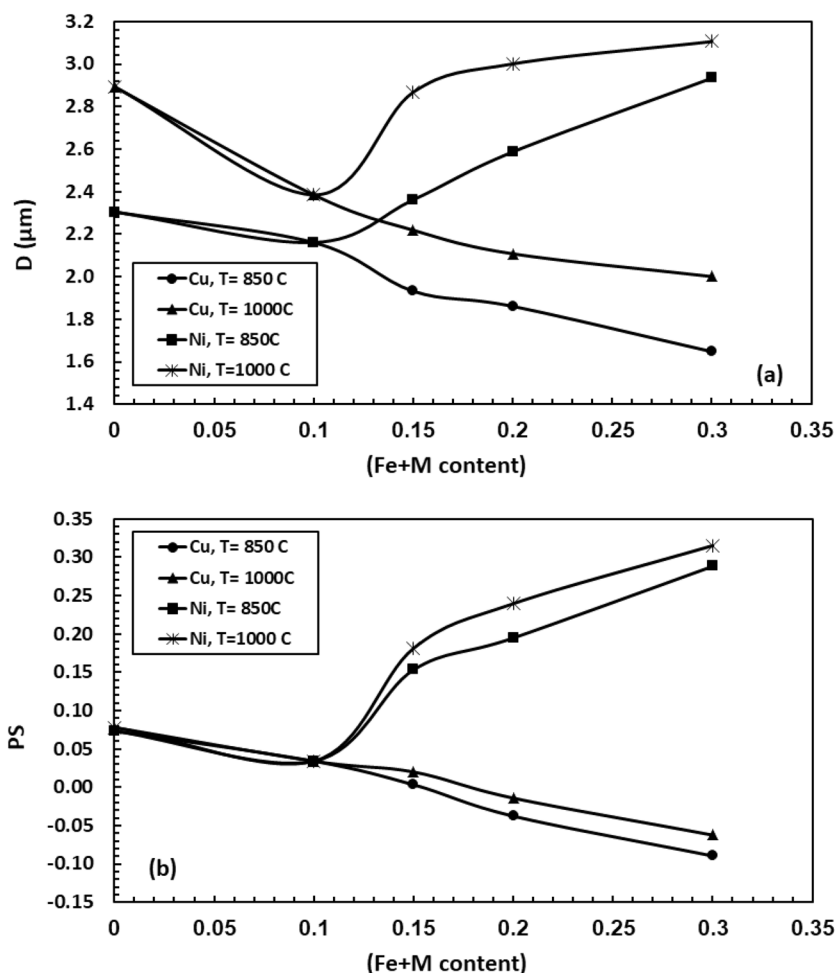 3.2
3.0
2.8
2.6
2.4
2.2
2.0
1.8
1.6
1.4
D (µm)
Cu, T= 850 C
Cu, T= 1000C
Ni, T= 850C
Ni, T=1000 C
(a)
0 0.05 0.1 0.15 0.2 0.25 0.3 0.35
(Fe+M content)
0.35
0.30
0.25
0.20
0.15
0.10
0.05
0.00
-0.05
-0.10
-0.15
PS
Cu, T= 850 C
Cu, T= 1000C
Ni, T= 850C
Ni, T=1000 C
(b)
0 0.05 0.1 0.15 0.2 0.25 0.3 0.35
(Fe+M content)